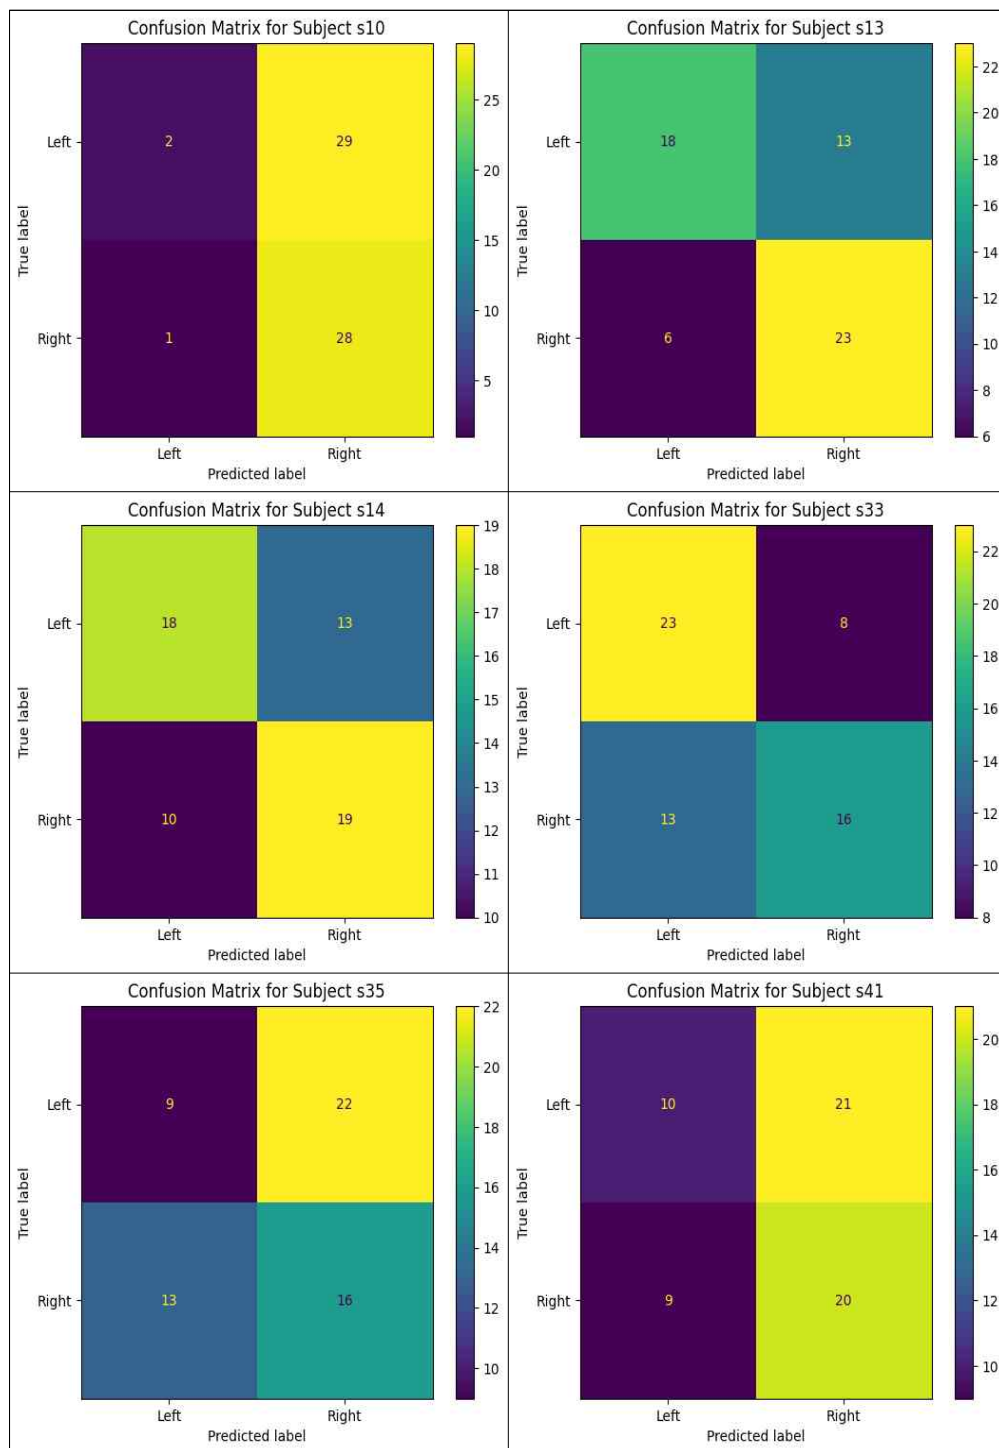 Confusion Matrix for Subject s10
True label
Left
2
29
Right
1
28
Left
Right
Predicted label
25
20
15
10
5
Confusion Matrix for Subject s13
True label
Left
18
13
Right
6
23
Left
Right
Predicted label
22
20
18
16
14
12
10
8
6
Confusion Matrix for Subject s14
True label
Left
18
13
Right
10
19
Left
Right
Predicted label
19
18
17
16
15
14
13
12
11
10
Confusion Matrix for Subject s33
True label
Left
23
8
Right
13
16
Left
Right
Predicted label
22
20
18
16
14
12
10
8
Confusion Matrix for Subject s35
True label
Left
9
22
Right
13
16
Left
Right
Predicted label
22
20
18
16
14
12
10
Confusion Matrix for Subject s41
True label
Left
10
21
Right
9
20
Left
Right
Predicted label
20
18
16
14
12
10